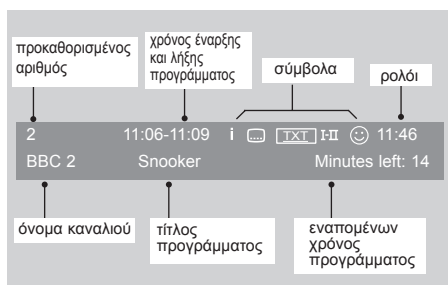 προκαθορισμένος
αριθμός
χρόνος έναρξης
και λήξης
προγράμματος
σύμβολα
ρολόι
2 11:06-11:09 i TXT I-II 11:46
BBC 2 Snooker Minutes left: 14
όνομα καναλιού
τίτλος
προγράμματος
εναπομένων
χρόνος
προγράμματος